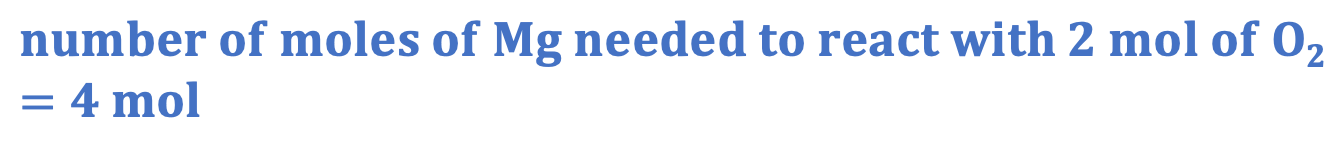 number of moles of Mg needed to react with 2 mol of O₂
= 4 mol